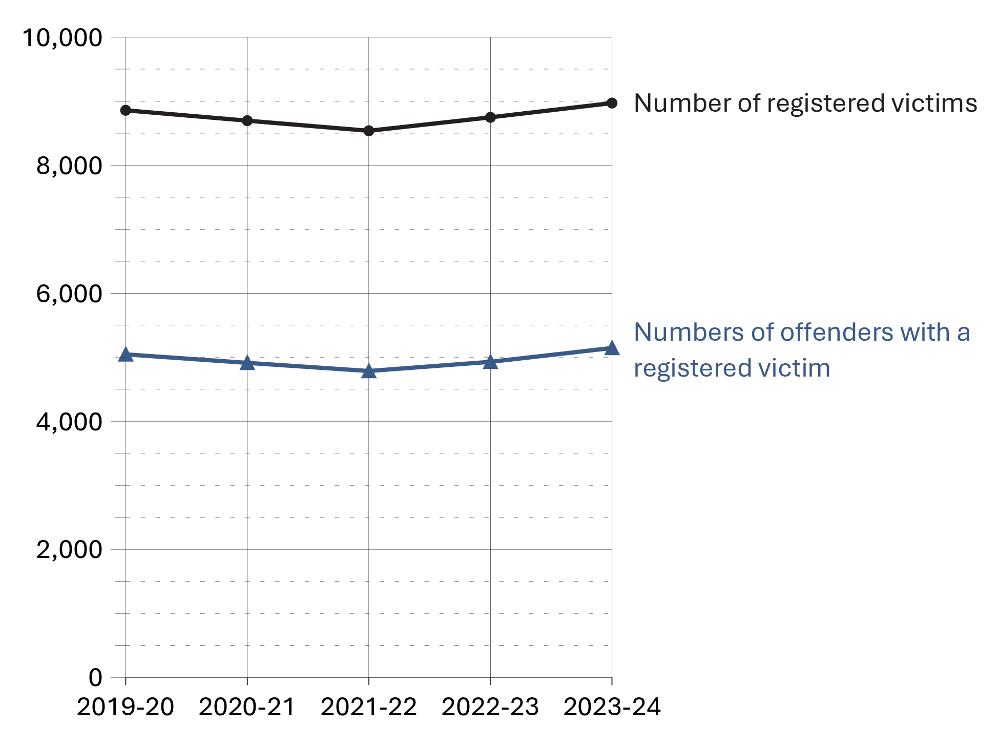 10,000
Number of registered victims
8,000
6,000
Numbers of offenders with a
registered victim
4,000
2,000
0
2019-20 2020-21 2021-22 2022-23 2023-24